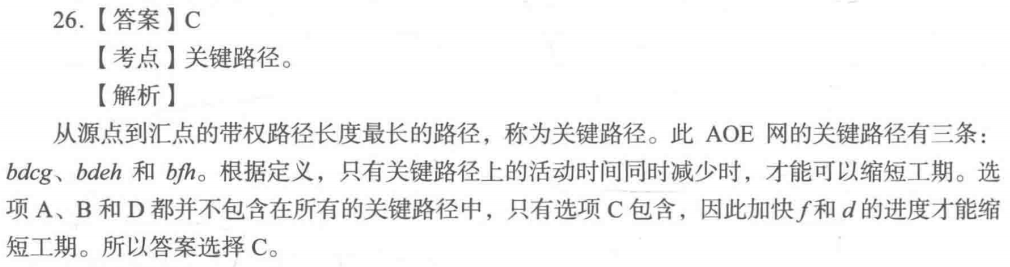 26.【答案】C
【考点】关键路径。
【解析】
从源点到汇点的带权路径长度最长的路径，称为关键路径。此 AOE 网的关键路径有三条：
bdcg、bdeh 和 bfh。根据定义，只有关键路径上的活动时间同时减少时，才能可以缩短工期。选
项 A、B 和 D 都并不包含在所有的关键路径中，只有选项 C 包含，因此加快 f 和 d 的进度才能缩
短工期。所以答案选择 C。